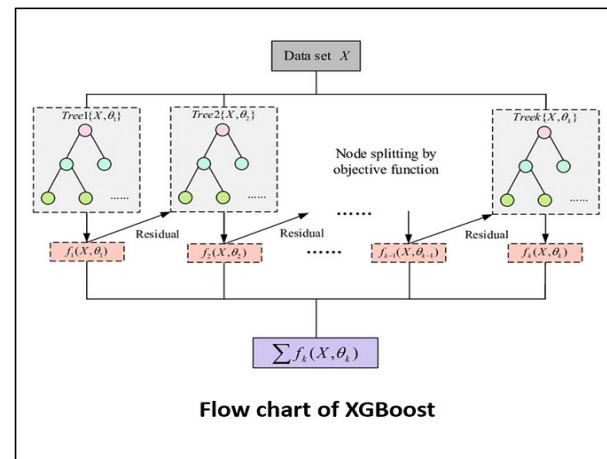 Data set X
Tree1{X,θ₁}
Tree2{X,θ₂}
Treek{X,θₖ}
Node splitting by
objective function
......
......
......
......
Residual
Residual
Residual
f₁(X,θ₁)
f₂(X,θ₂)
......
fₖ₋₁(X,θₖ₋₁)
fₖ(X,θₖ)
∑fₖ(X,θₖ)
Flow chart of XGBoost